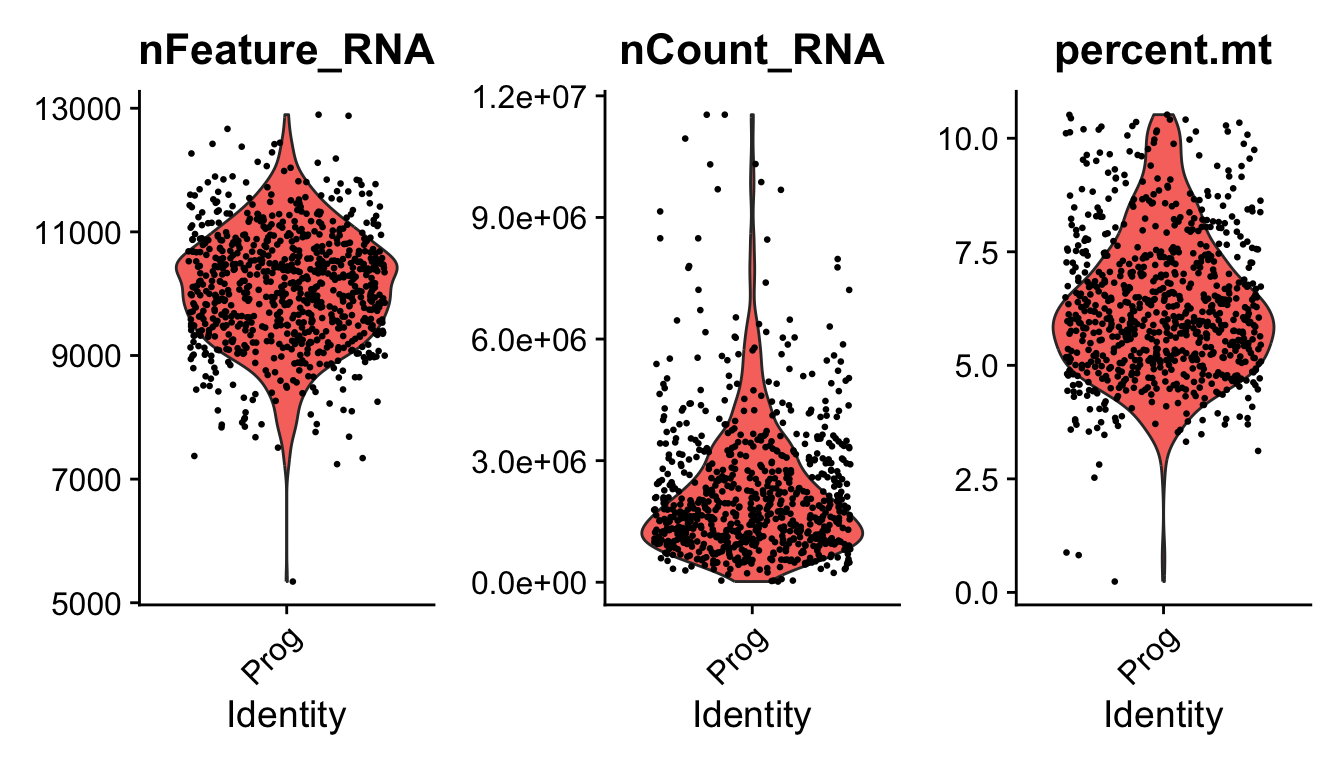 nFeature_RNA
13000
11000
9000
7000
5000
Prog
Identity
nCount_RNA
1.2e+07
9.0e+06
6.0e+06
3.0e+06
0.0e+00
Prog
Identity
percent.mt
10.0
7.5
5.0
2.5
0.0
Prog
Identity